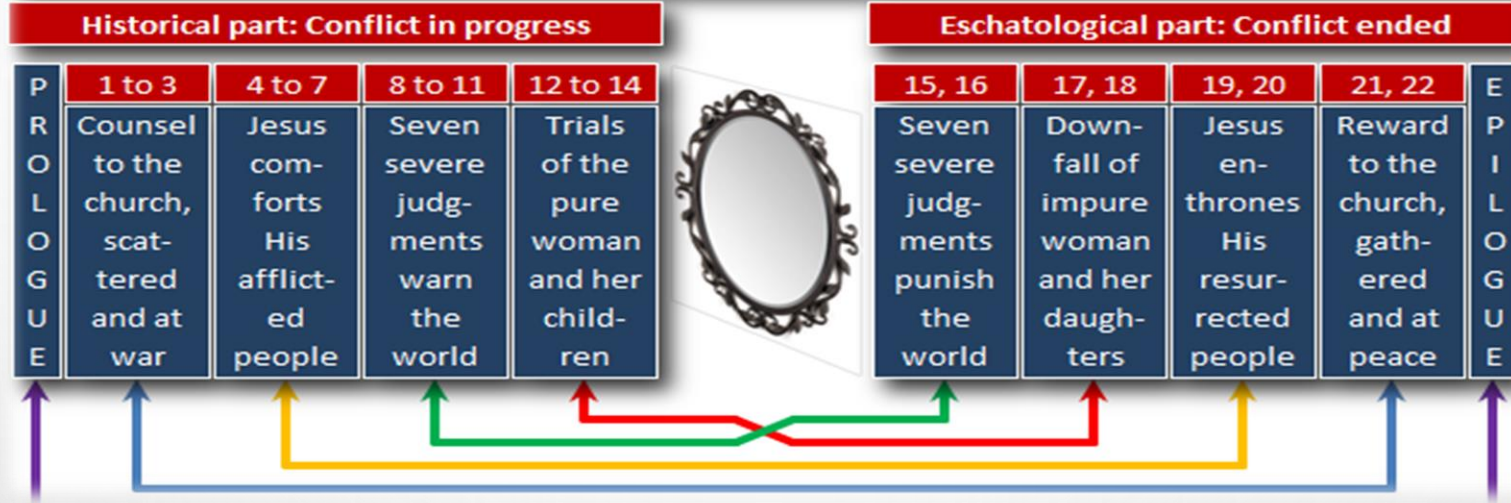 Historical part: Conflict in progress
PROLOGUE
1 to 3
Counsel
to the
church,
scat-
tered
and at
war
4 to 7
Jesus
com-
forts
His
afflict-
ed
people
8 to 11
Seven
severe
judg-
ments
warn
the
world
12 to 14
Trials
of the
pure
woman
and her
child-
ren
Eschatological part: Conflict ended
15, 16
Seven
severe
judg-
ments
punish
the
world
17, 18
Down-
fall of
impure
woman
and her
daugh-
ters
19, 20
Jesus
en-
thrones
His
resur-
rected
people
21, 22
Reward
to the
church,
gath-
ered
and at
peace
EPILOGUE